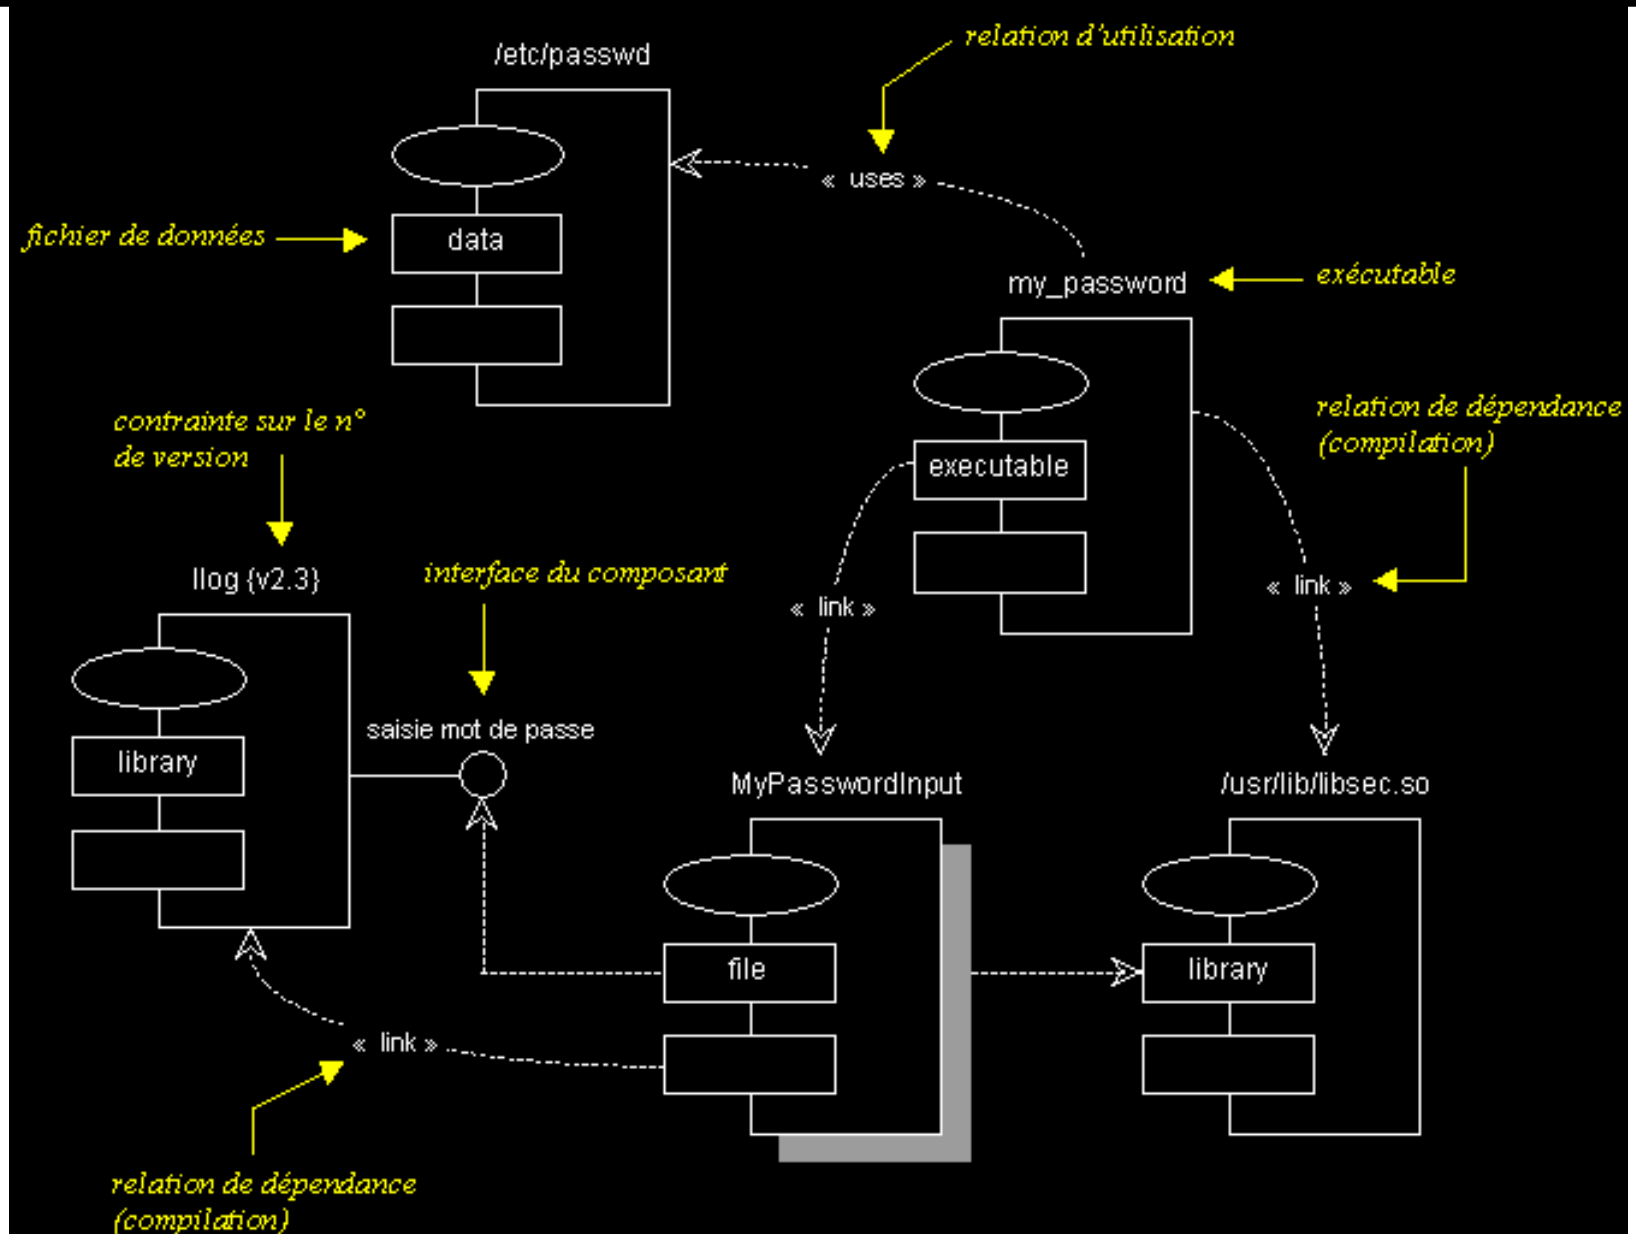 relation d'utilisation
/etc/passwd
« uses »
fichier de données
data
my_password
exécutable
contrainte sur le n°
de version
relation de dépendance
(compilation)
executable
llog {v2.3}
interface du composant
« link »
« link »
saisie mot de passe
library
MyPasswordInput
/usr/lib/libsec.so
file
library
« link »
relation de dépendance
(compilation)